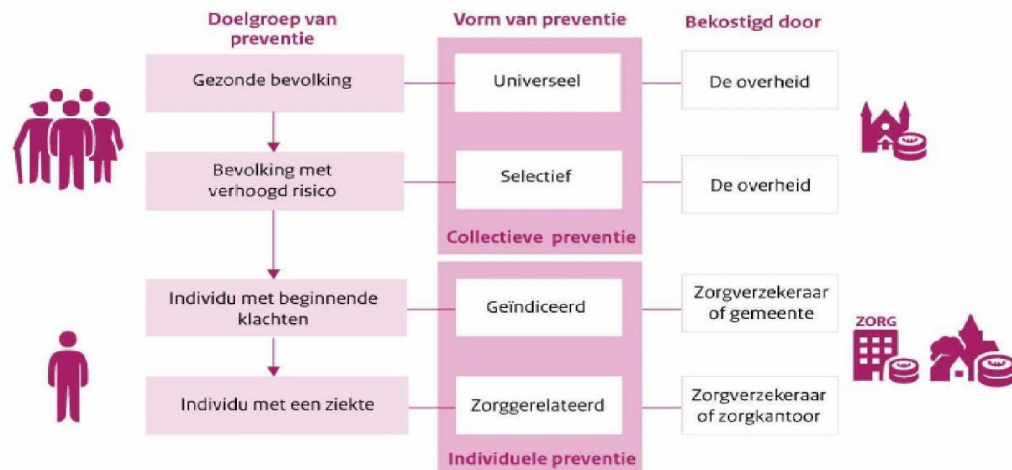 Doelgroep van
preventie
Vorm van preventie
Bekostigd door
Gezonde bevolking
Universeel
De overheid
Bevolking met
verhoogd risico
Selectief
De overheid
Collectieve preventie
Individu met beginnende
klachten
Geïndiceerd
Zorgverzekeraar
of gemeente
ZORG
Individu met een ziekte
Zorggerelateerd
Zorgverzekeraar
of zorgkantoor
Individuele preventie